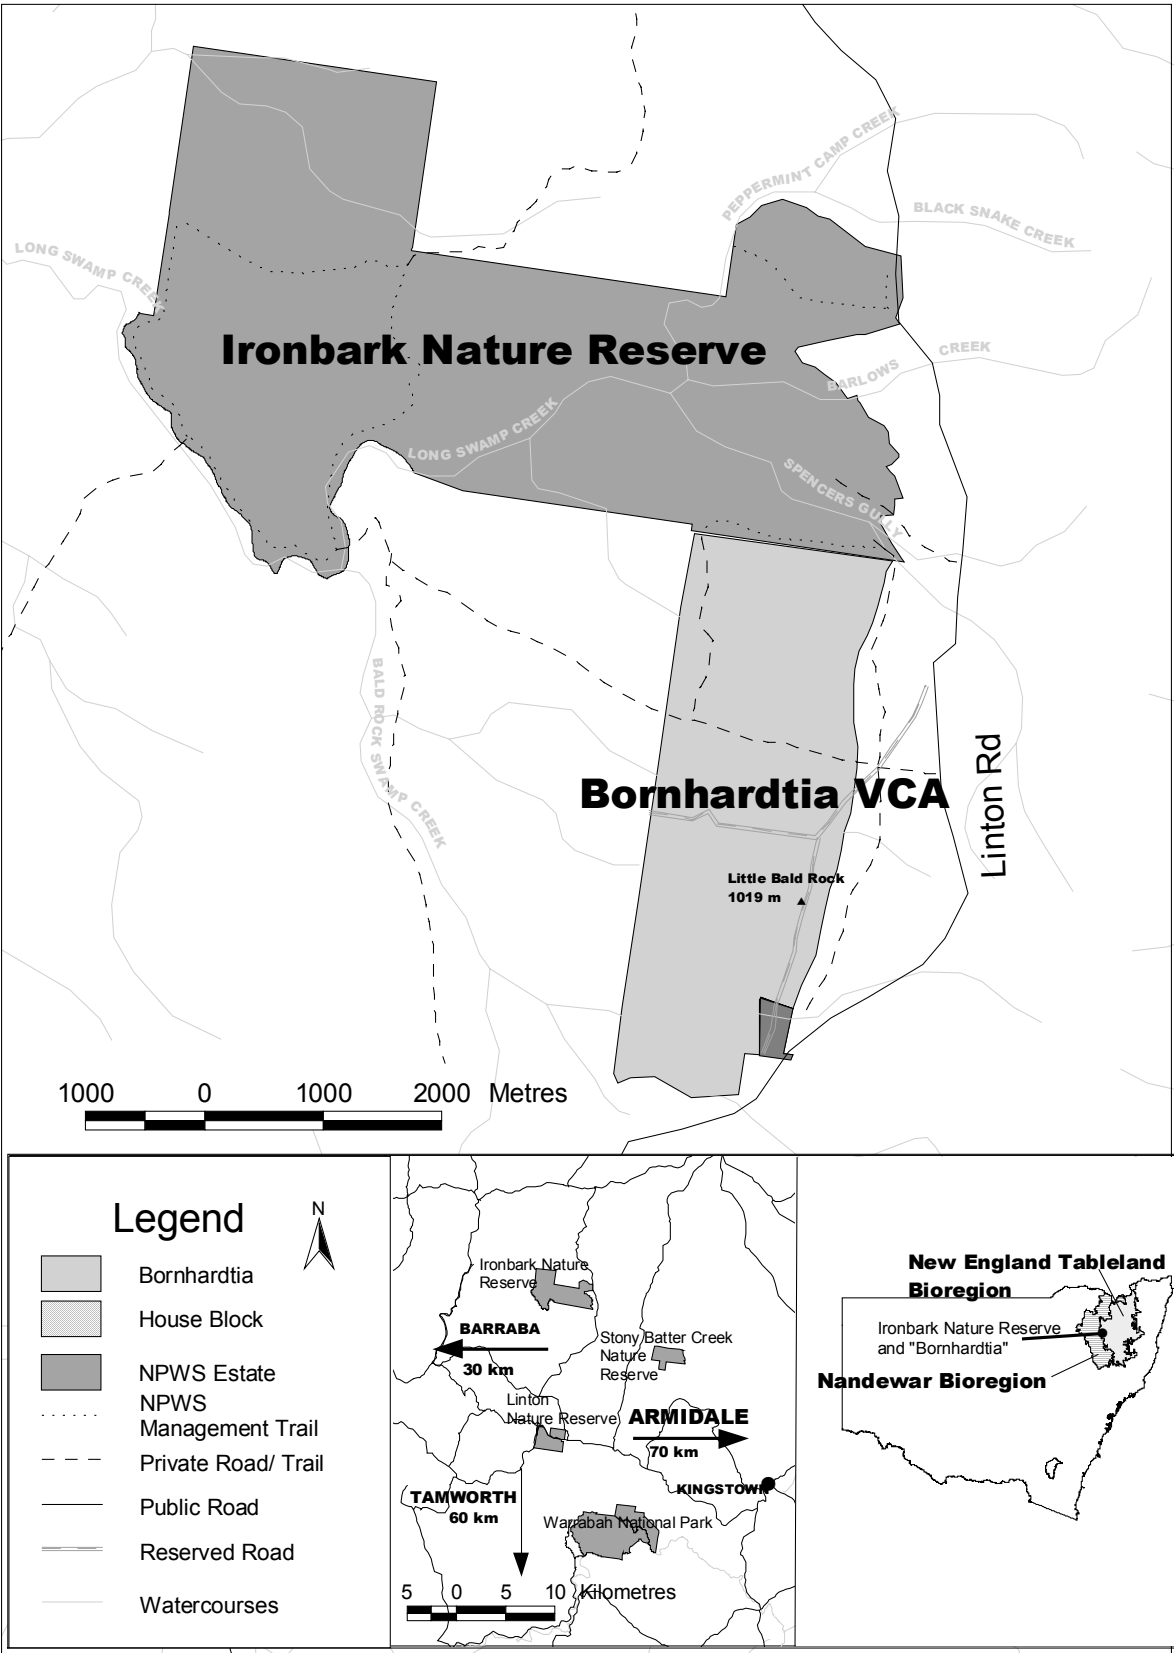 PEPPERMINT CAMP CREEK
BLACK SNAKE CREEK
LONG SWAMP CREEK
Ironbark Nature Reserve
CREEK
BARLOWS
LONG SWAMP CREEK
SPENCERS GULLY
BALD ROCK SWAMP CREEK
Linton Rd
Bornhardtia VCA
Little Bald Rock
1019 m
1000 0 1000 2000 Metres
Legend
N
Bornhardtia
House Block
NPWS Estate
NPWS
Management Trail
Private Road/ Trail
Public Road
Reserved Road
Watercourses
Ironbark Nature
Reserve
BARRABA
30 km
Stony Batter Creek
Nature
Reserve
Linton
Nature Reserve
ARMIDALE
70 km
KINGSTOWN
TAMWORTH
60 km
Warrabah National Park
5 0 5 10 Kilometres
New England Tableland
Bioregion
Ironbark Nature Reserve
and "Bornhardtia"
Nandewar Bioregion